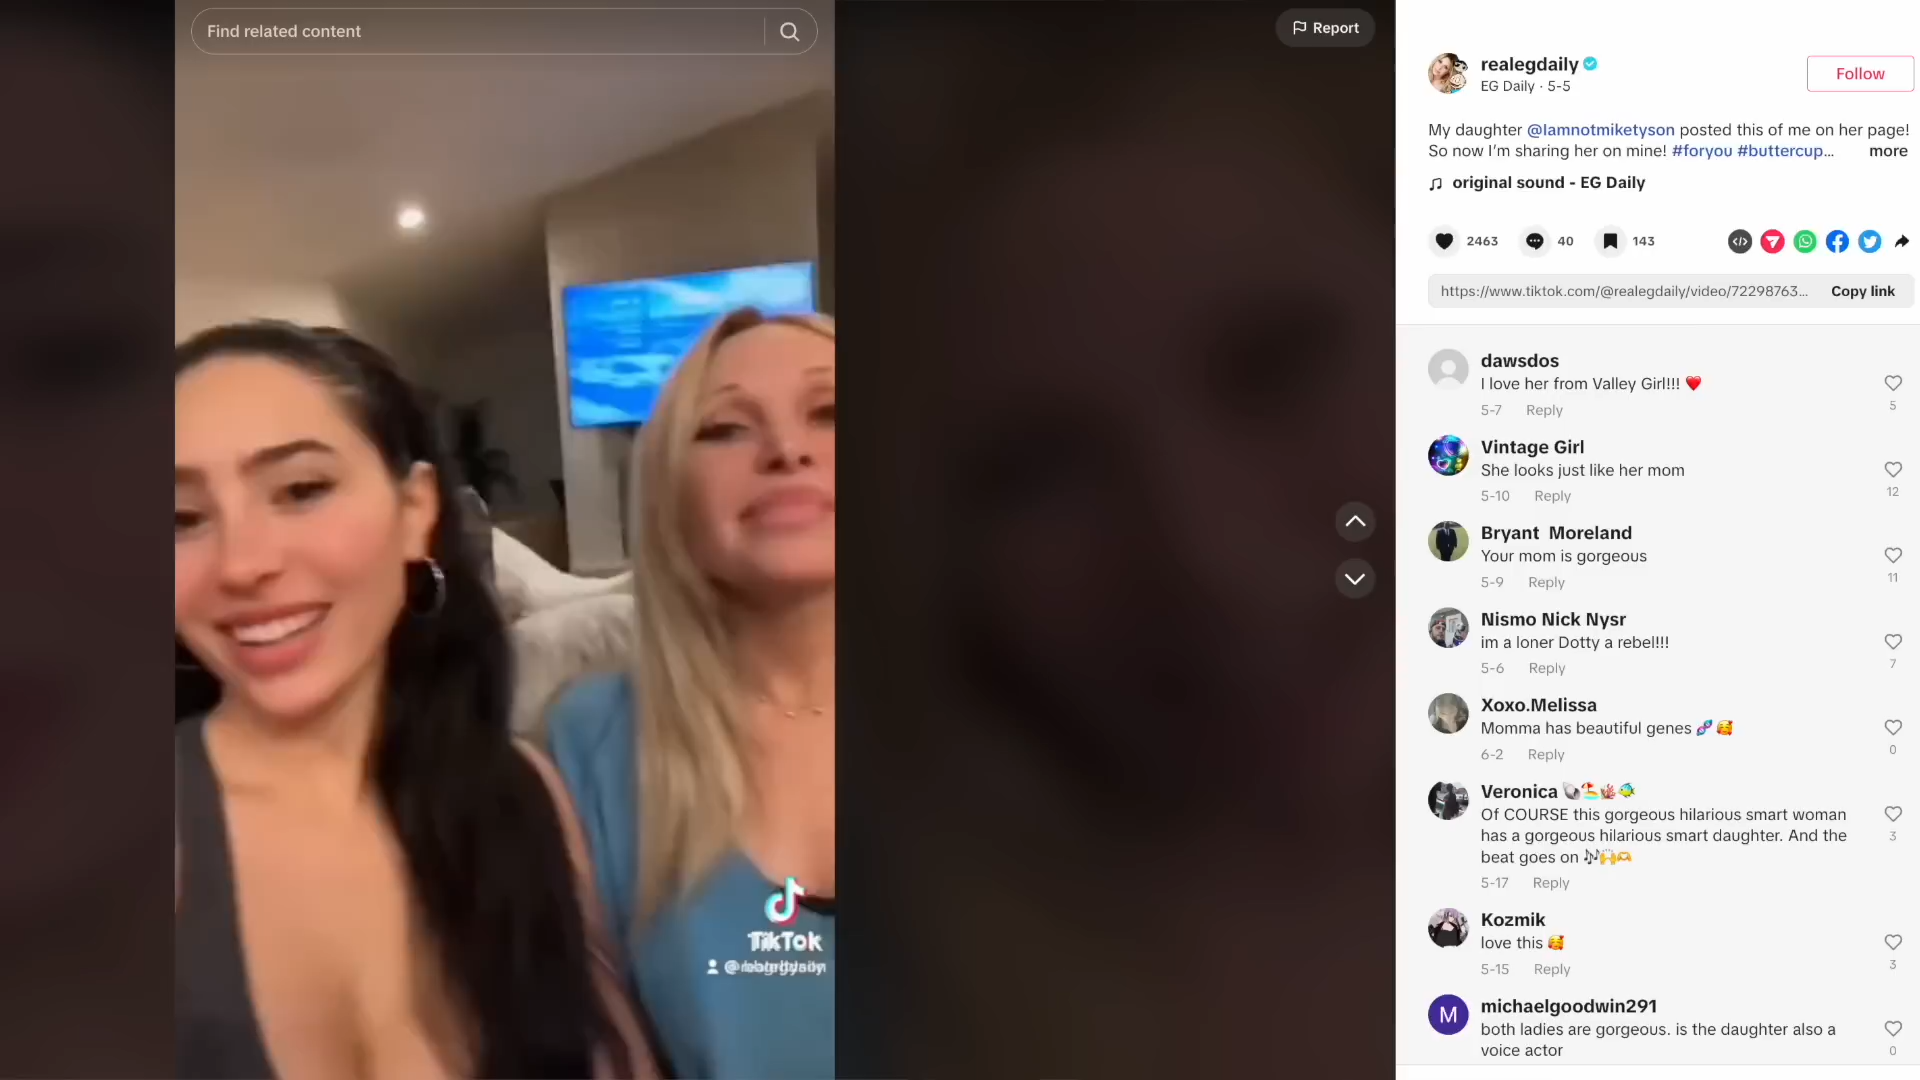 Find related content
Report
realegdaily
EG Daily · 5-5
Follow
My daughter @Iamnotmiketyson posted this of me on her page!
So now I'm sharing her on mine! #foryou #buttercup... more
original sound - EG Daily
2463
40
143
https://www.tiktok.com/@realegdaily/video/72298763...
Copy link
dawsdos
I love her from Valley Girl!!! ❤️
5-7 Reply
5
Vintage Girl
She looks just like her mom
5-10 Reply
12
Bryant Moreland
Your mom is gorgeous
5-9 Reply
11
Nismo Nick Nysr
im a loner Dotty a rebel!!!
5-6 Reply
7
Xoxo.Melissa
Momma has beautiful genes 🧬 🥰
6-2 Reply
0
Veronica 🐚🏖️🪸🐠
Of COURSE this gorgeous hilarious smart woman
has a gorgeous hilarious smart daughter. And the
beat goes on 🎶🙌🫶
5-17 Reply
3
Kozmik
love this 🥰
5-15 Reply
3
M
michaelgoodwin291
both ladies are gorgeous. is the daughter also a
voice actor
0
TikTok